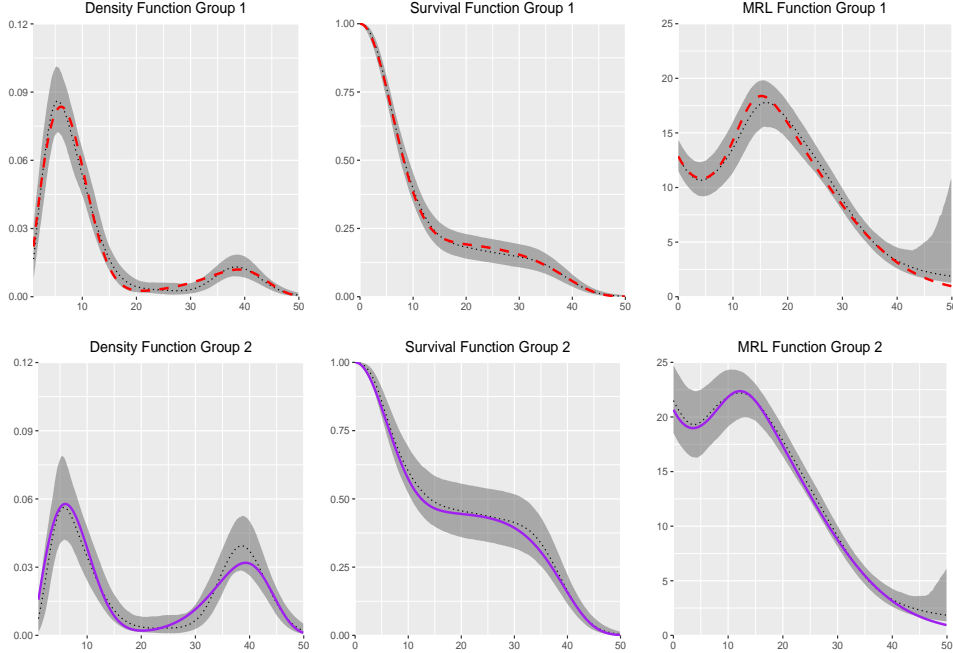 Density Function Group 1
Survival Function Group 1
MRL Function Group 1
0.12
0.09
0.06
0.03
0.00
10 20 30 40 50
1.00
0.75
0.50
0.25
0.00
0 10 20 30 40 50
25
20
15
10
5
0
0 10 20 30 40 50
Density Function Group 2
Survival Function Group 2
MRL Function Group 2
0.12
0.09
0.06
0.03
0.00
10 20 30 40 50
1.00
0.75
0.50
0.25
0.00
0 10 20 30 40 50
25
20
15
10
5
0
0 10 20 30 40 50